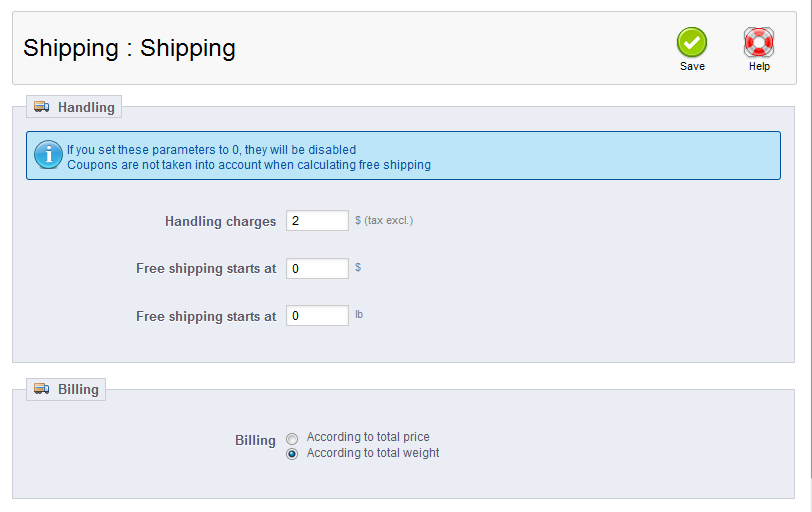 Shipping : Shipping
Save
Help
Handling
If you set these parameters to 0, they will be disabled
Coupons are not taken into account when calculating free shipping
Handling charges 2 $ (tax excl.)
Free shipping starts at 0 $
Free shipping starts at 0 lb
Billing
Billing According to total price
According to total weight